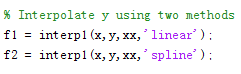 % Interpolate y using two methods
f1 = interp1(x,y,xx,'linear');
f2 = interp1(x,y,xx,'spline');